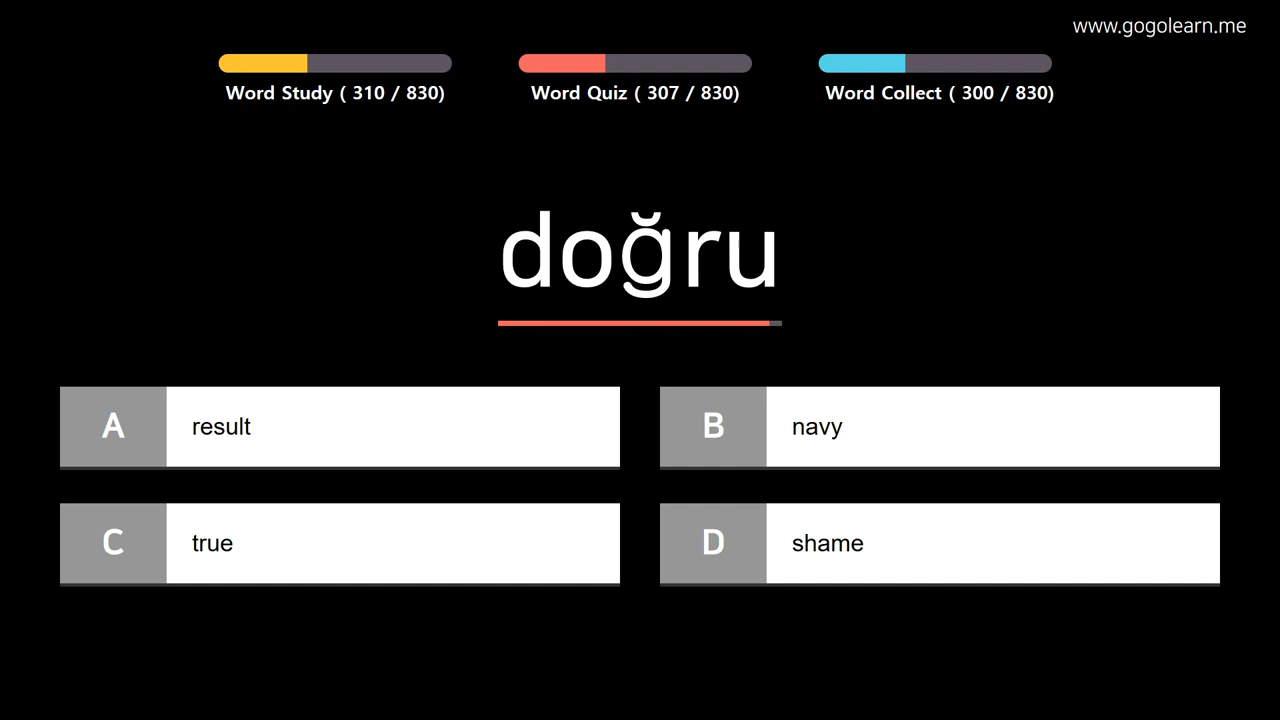 www.gogolearn.me
Word Study ( 310 / 830)
Word Quiz ( 307 / 830)
Word Collect ( 300 / 830)
doğru
A result
B navy
C true
D shame